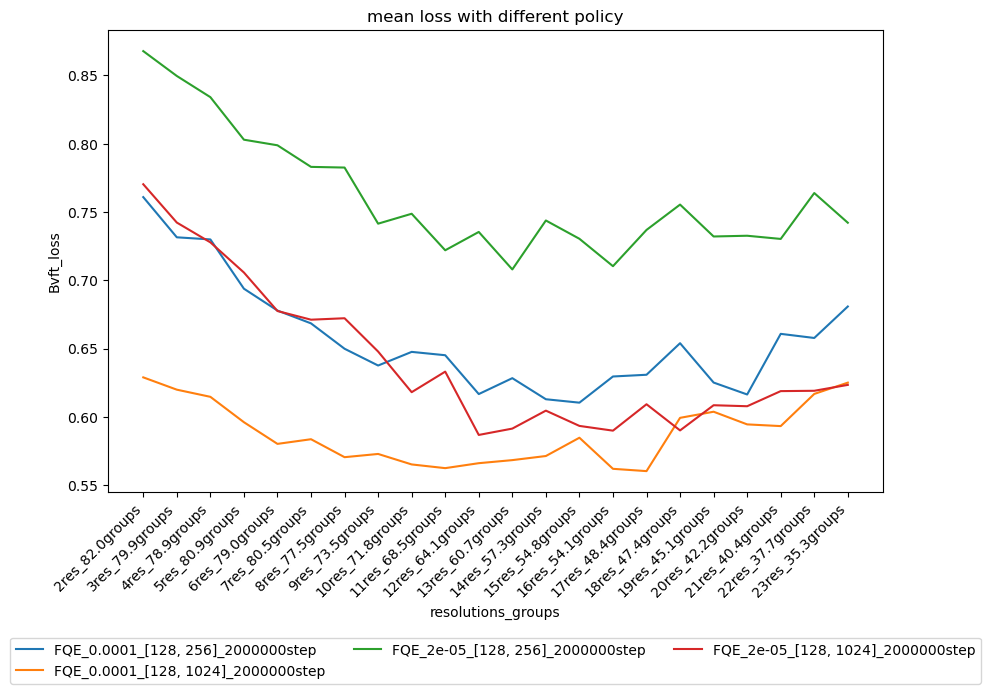 mean loss with different policy
0.85
0.80
0.75
0.70
0.65
0.60
0.55
Bvft_loss
2res_82.0groups
3res_79.9groups
4res_78.9groups
5res_80.9groups
6res_79.0groups
7res_80.5groups
8res_77.5groups
9res_73.5groups
10res_71.8groups
11res_68.5groups
12res_64.1groups
13res_60.7groups
14res_57.3groups
15res_54.8groups
16res_54.1groups
17res_48.4groups
18res_47.4groups
19res_45.1groups
20res_42.2groups
21res_40.4groups
22res_37.7groups
23res_35.3groups
resolutions_groups
FQE_0.0001_[128, 256]_2000000step
FQE_0.0001_[128, 1024]_2000000step
FQE_2e-05_[128, 256]_2000000step
FQE_2e-05_[128, 1024]_2000000step